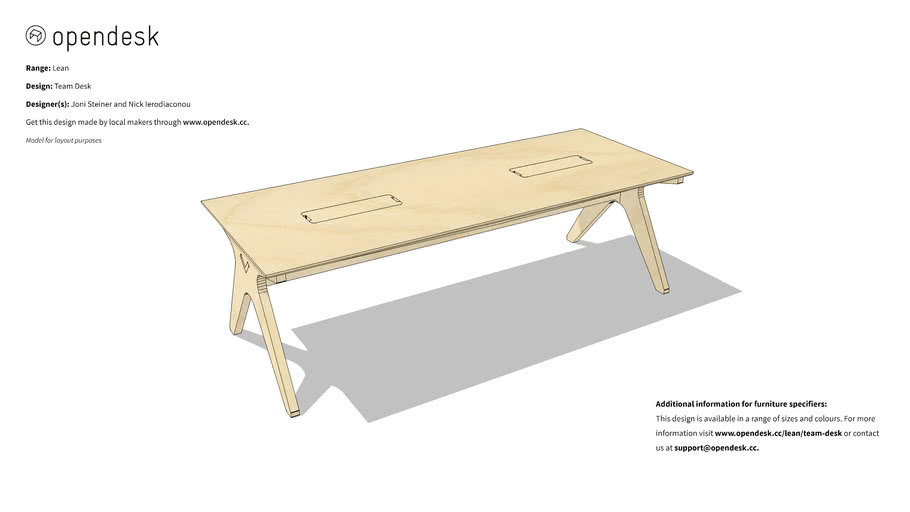 opendesk
Range: Lean
Design: Team Desk
Designer(s): Joni Steiner and Nick Ierodiaconou
Get this design made by local makers through www.opendesk.cc.
Model for layout purposes
Additional information for furniture specifiers:
This design is available in a range of sizes and colours. For more
information visit www.opendesk.cc/lean/team-desk or contact
us at support@opendesk.cc.